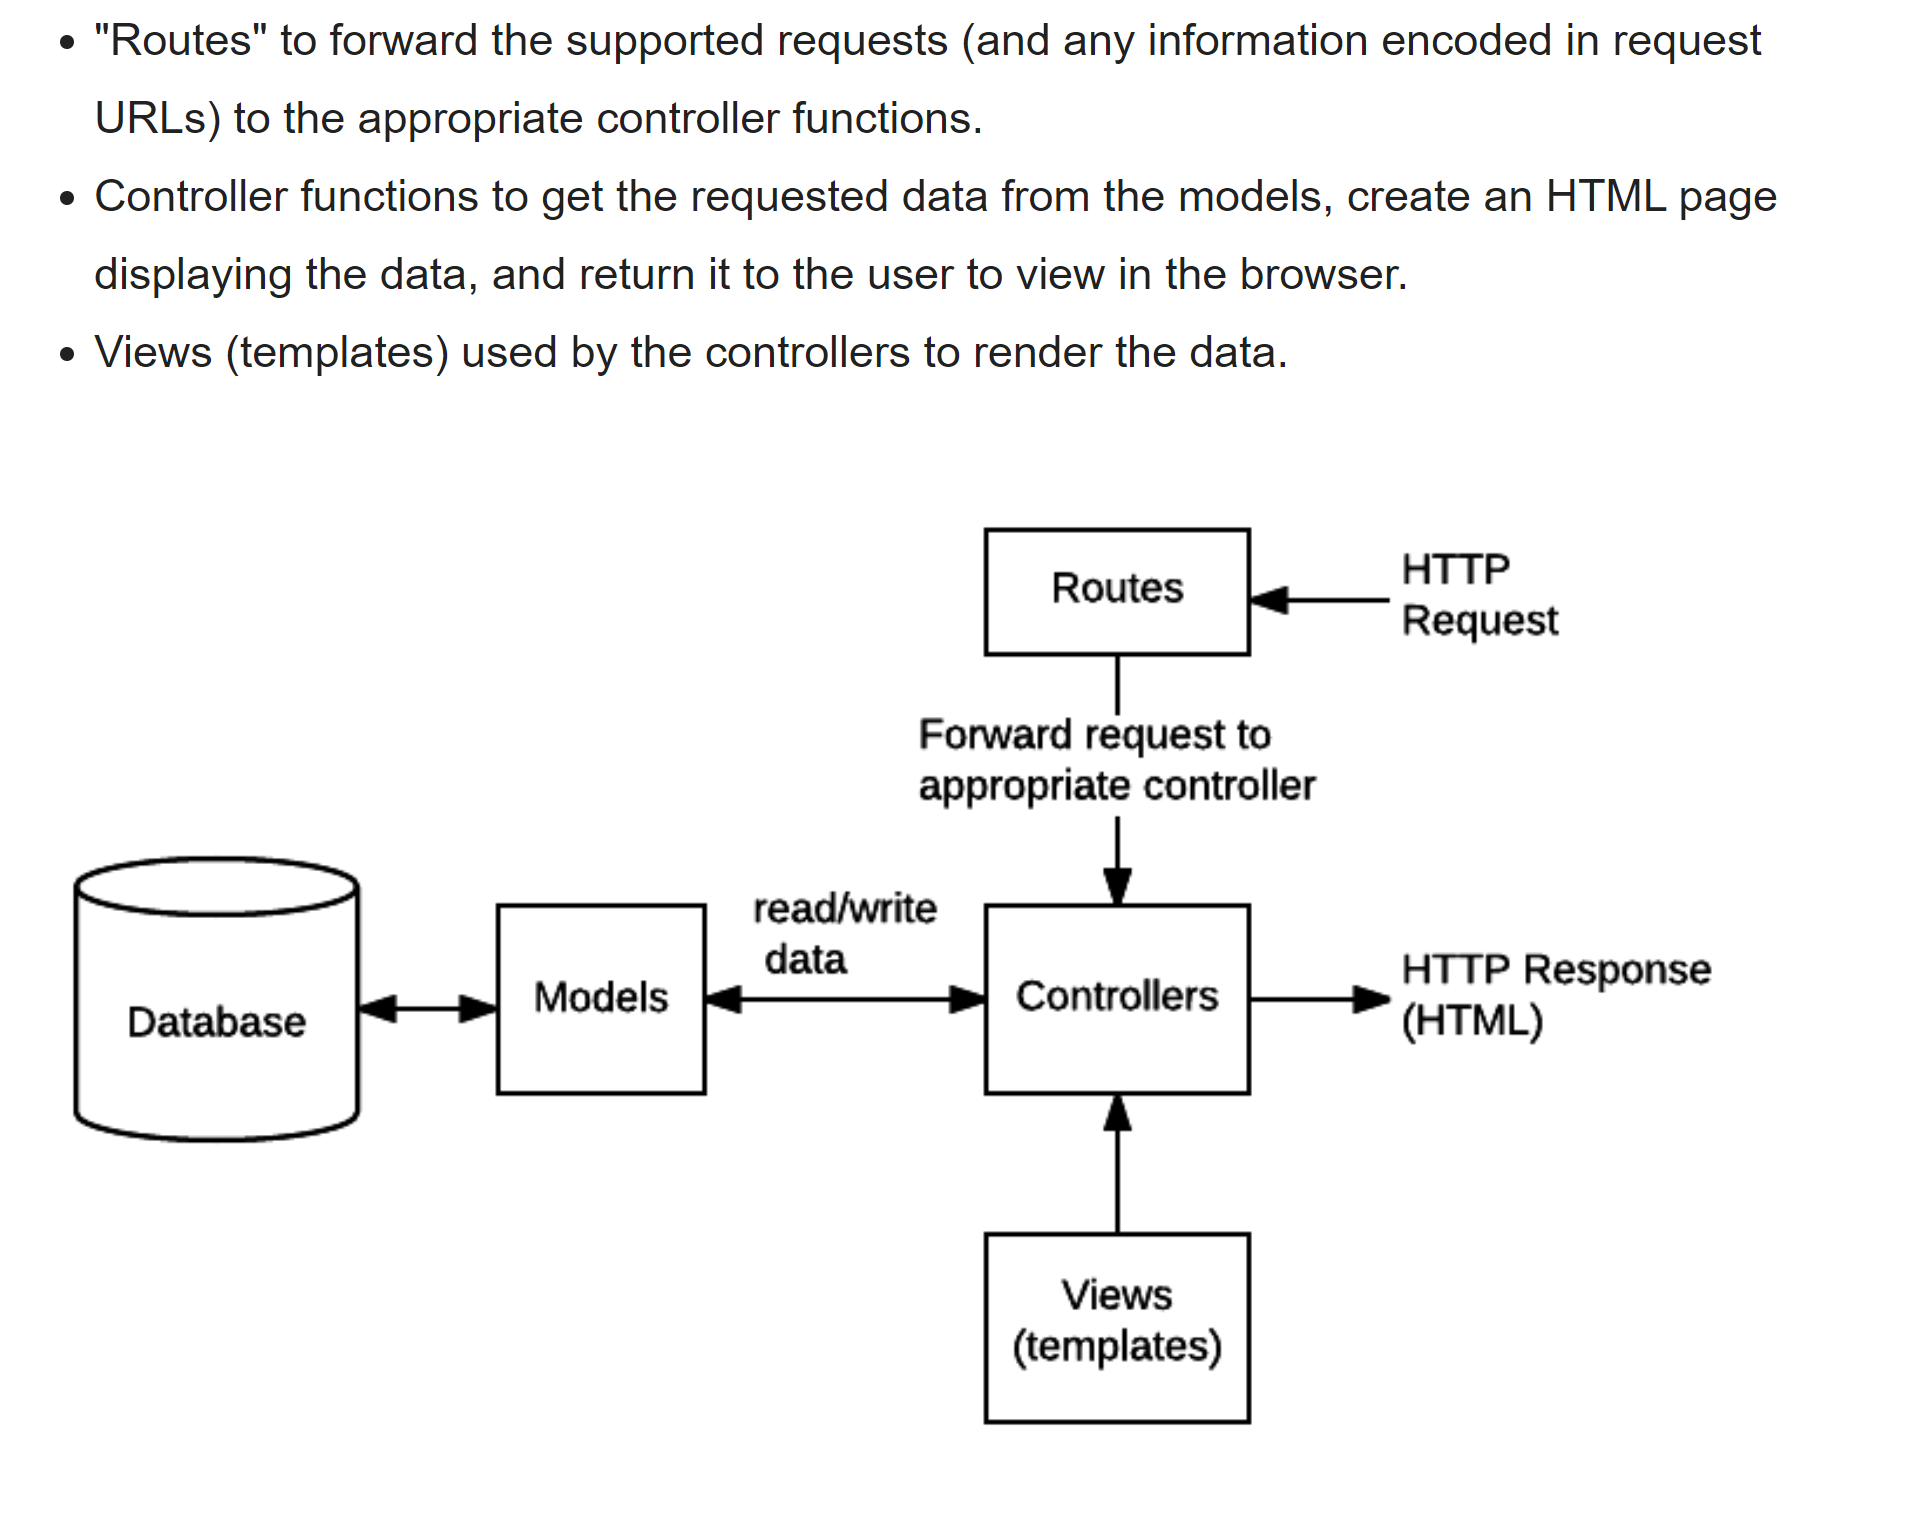 • "Routes" to forward the supported requests (and any information encoded in request
URLs) to the appropriate controller functions.
• Controller functions to get the requested data from the models, create an HTML page
displaying the data, and return it to the user to view in the browser.
• Views (templates) used by the controllers to render the data.
Routes
HTTP
Request
Forward request to
appropriate controller
Database
Models
read/write
data
Controllers
HTTP Response
(HTML)
Views
(templates)